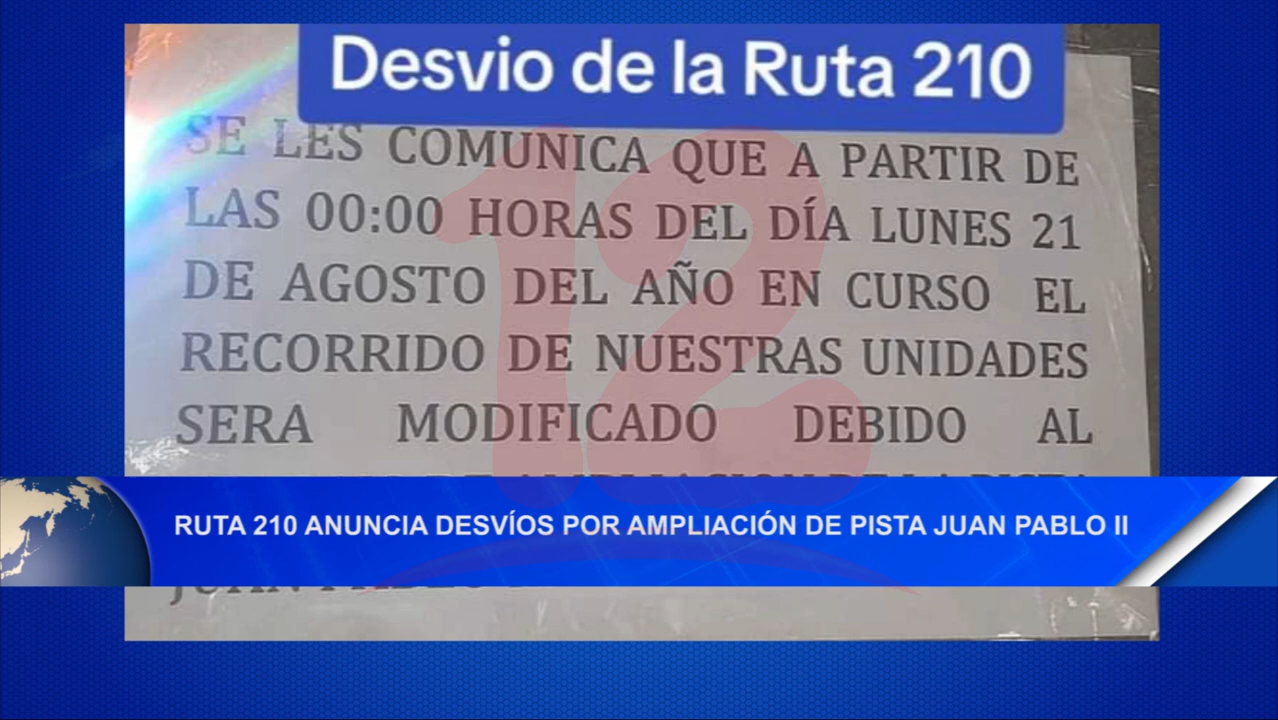 Desvio de la Ruta 210
SE LES COMUNICA QUE A PARTIR DE
LAS 00:00 HORAS DEL DÍA LUNES 21
DE AGOSTO DEL AÑO EN CURSO EL
RECORRIDO DE NUESTRAS UNIDADES
SERA MODIFICADO DEBIDO AL
12
RUTA 210 ANUNCIA DESVÍOS POR AMPLIACIÓN DE PISTA JUAN PABLO II